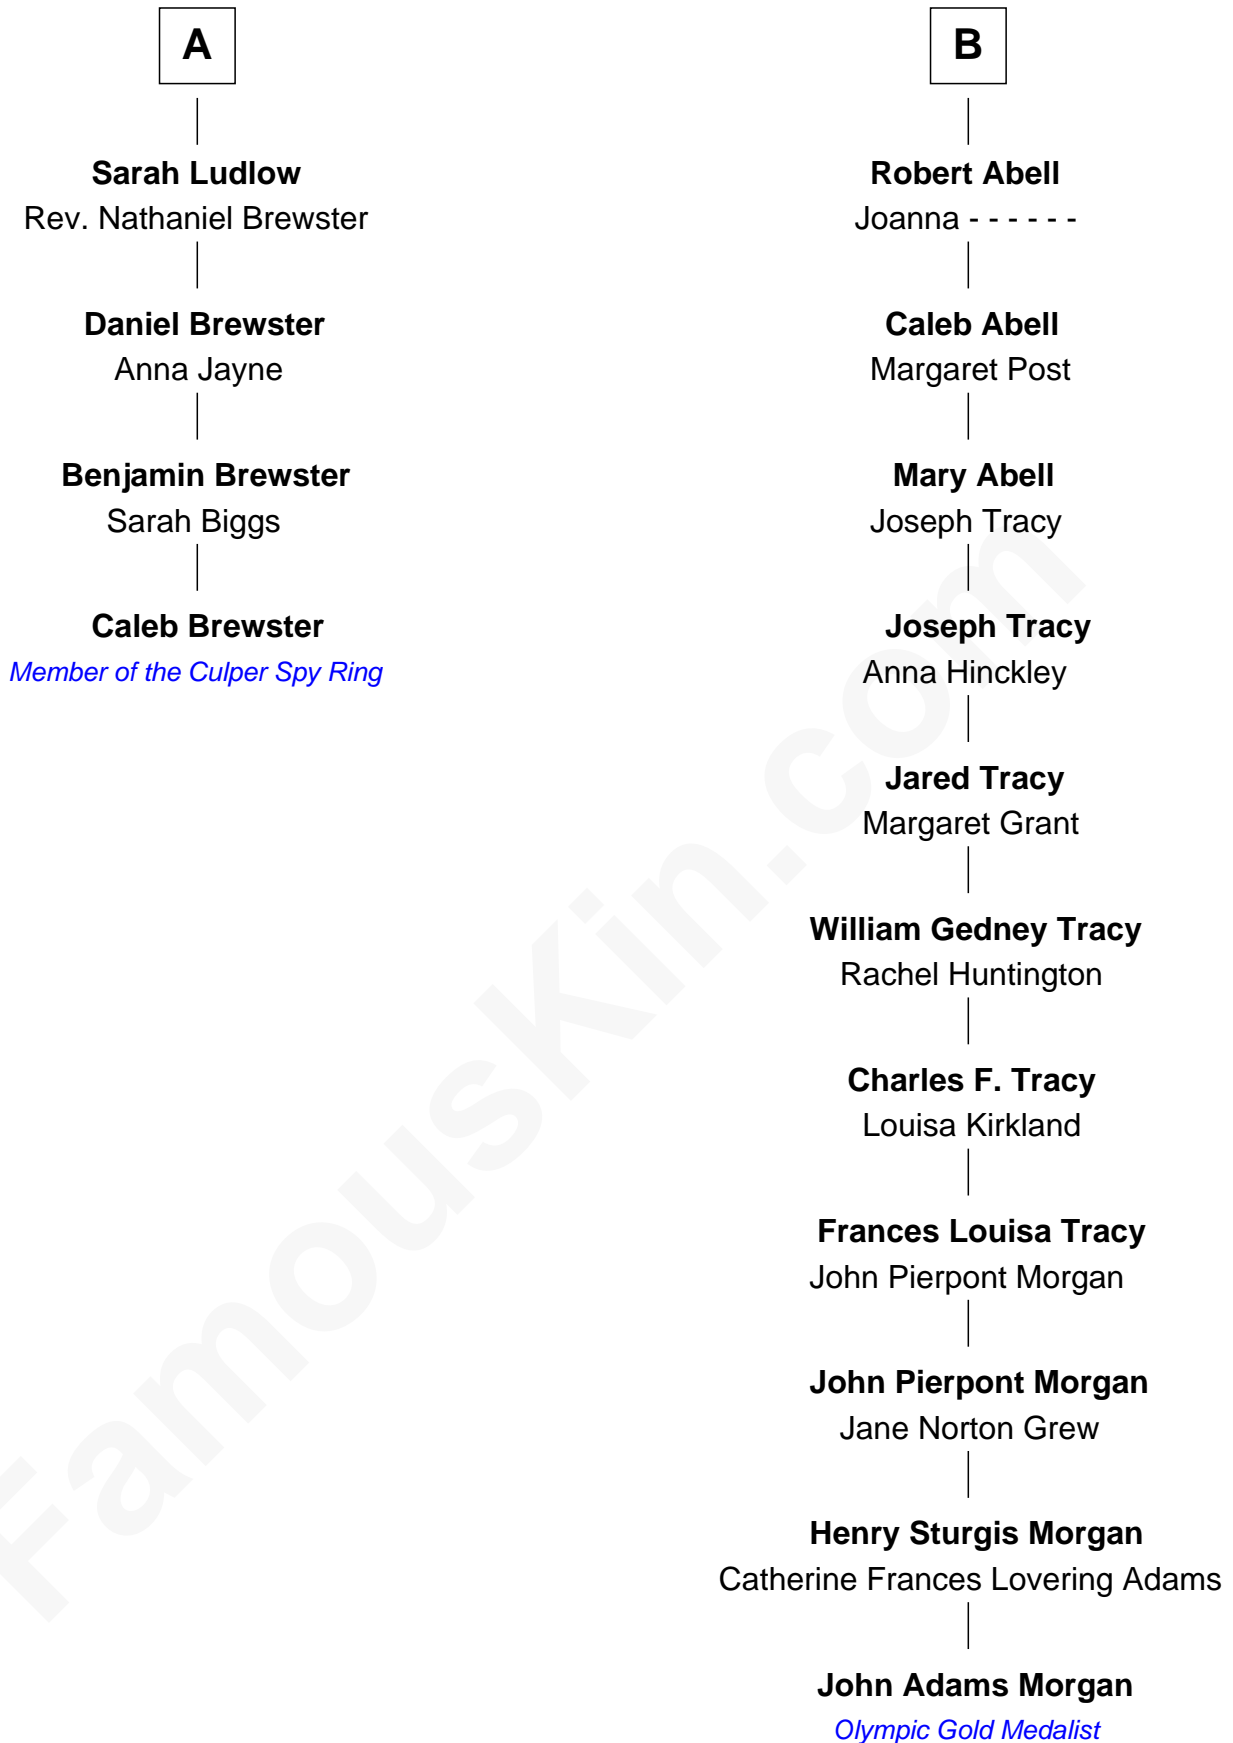 A
Sarah Ludlow
Rev. Nathaniel Brewster
Daniel Brewster
Anna Jayne
Benjamin Brewster
Sarah Biggs
Caleb Brewster
Member of the Culper Spy Ring
B
Robert Abell
Joanna - - - - - -
Caleb Abell
Margaret Post
Mary Abell
Joseph Tracy
Joseph Tracy
Anna Hinckley
Jared Tracy
Margaret Grant
William Gedney Tracy
Rachel Huntington
Charles F. Tracy
Louisa Kirkland
Frances Louisa Tracy
John Pierpont Morgan
John Pierpont Morgan
Jane Norton Grew
Henry Sturgis Morgan
Catherine Frances Lovering Adams
John Adams Morgan
Olympic Gold Medalist
FamousKin.com